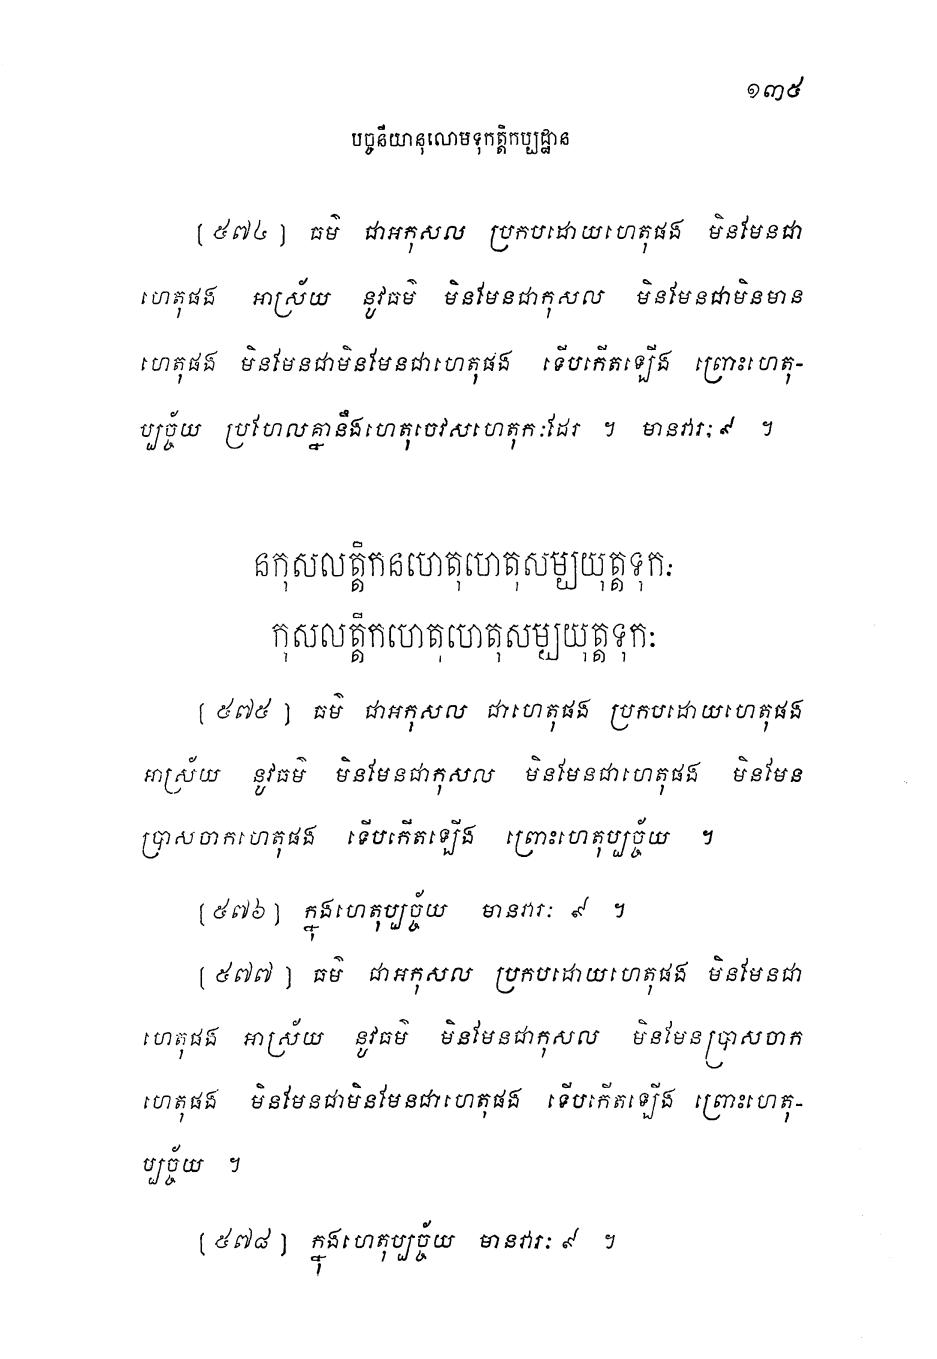 ១៣៥
បច្ចនីយានុលោមទុកត្តិកប្បដ្ឋាន
[ ៥៧៤ ] ធម៌ ជាអកុសល ប្រកបដោយហេតុផង មិនមែនជា
ហេតុផង អាស្រ័យ នូវធម៌ មិនមែនជាកុសល មិនមែនជាមិនមាន
ហេតុផង មិនមែនជាមិនមែនជាហេតុផង ទើបកើតឡើង ព្រោះហេតុ-
ប្បច្ច័យ ប្រហែលគ្នានឹងហេតុចេវសហេតុកៈដែរ ។ មានវារៈ ៩ ។
នកុសលត្តិកនហេតុហេតុសម្បយុត្តទុកៈ
កុសលត្តិកហេតុហេតុសម្បយុត្តទុកៈ
[ ៥៧៥ ] ធម៌ ជាអកុសល ជាហេតុផង ប្រកបដោយហេតុផង
អាស្រ័យ នូវធម៌ មិនមែនជាកុសល មិនមែនជាហេតុផង មិនមែន
ប្រាសចាកហេតុផង ទើបកើតឡើង ព្រោះហេតុប្បច្ច័យ ។
[ ៥៧៦ ] ក្នុងហេតុប្បច្ច័យ មានវារៈ ៩ ។
[ ៥៧៧ ] ធម៌ ជាអកុសល ប្រកបដោយហេតុផង មិនមែនជា
ហេតុផង អាស្រ័យ នូវធម៌ មិនមែនជាកុសល មិនមែនប្រាសចាក
ហេតុផង មិនមែនជាមិនមែនជាហេតុផង ទើបកើតឡើង ព្រោះហេតុ-
ប្បច្ច័យ ។
[ ៥៧៨ ] ក្នុងហេតុប្បច្ច័យ មានវារៈ ៩ ។